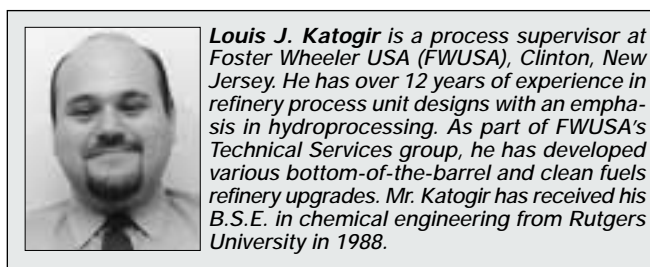 Louis J. Katogir is a process supervisor at
Foster Wheeler USA (FWUSA), Clinton, New
Jersey. He has over 12 years of experience in
refinery process unit designs with an empha-
sis in hydroprocessing. As part of FWUSA's
Technical Services group, he has developed
various bottom-of-the-barrel and clean fuels
refinery upgrades. Mr. Katogir has received his
B.S.E. in chemical engineering from Rutgers
University in 1988.